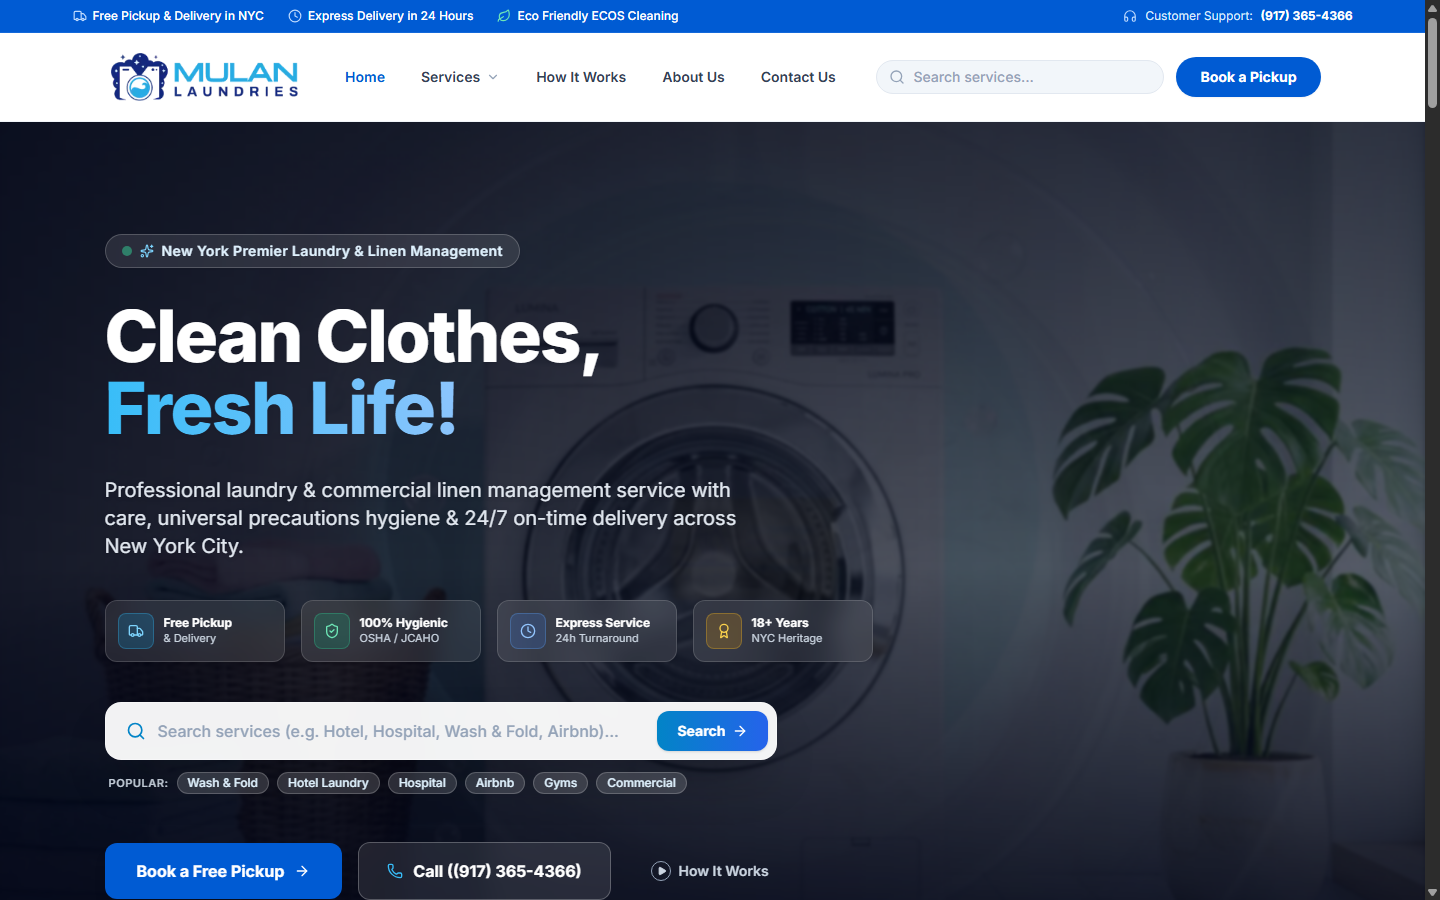 Free Pickup & Delivery in NYC
Express Delivery in 24 Hours
Eco Friendly ECOS Cleaning
Customer Support: (917) 365-4366
MULAN
LAUNDRIES
Home
Services
How It Works
About Us
Contact Us
Search services...
Book a Pickup
New York Premier Laundry & Linen Management
Clean Clothes,
Fresh Life!
Professional laundry & commercial linen management service with
care, universal precautions hygiene & 24/7 on-time delivery across
New York City.
Free Pickup
& Delivery
100% Hygienic
OSHA / JCAHO
Express Service
24h Turnaround
18+ Years
NYC Heritage
Search services (e.g. Hotel, Hospital, Wash & Fold, Airbnb)...
Search
POPULAR:
Wash & Fold
Hotel Laundry
Hospital
Airbnb
Gyms
Commercial
Book a Free Pickup
Call ((917) 365-4366)
How It Works